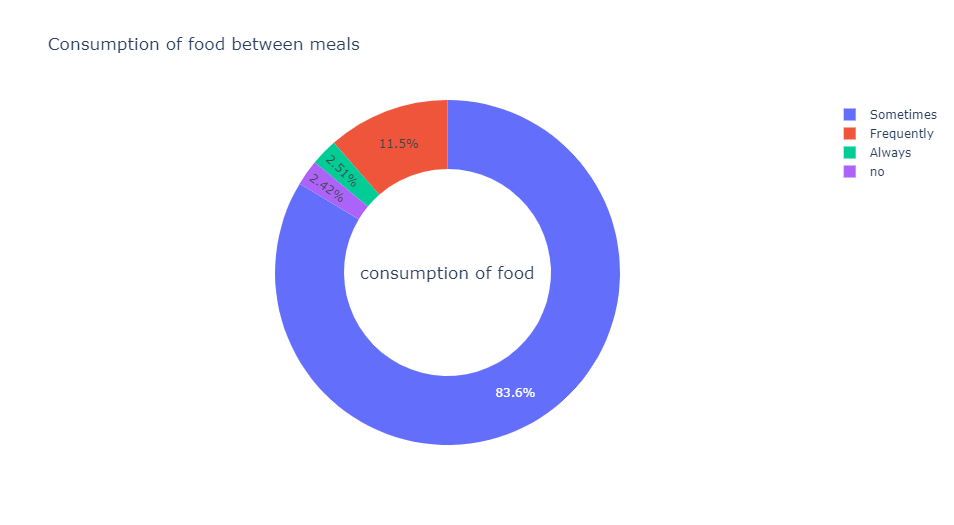 Consumption of food between meals
Sometimes
Frequently
Always
no
11.5%
2.51%
2.42%
consumption of food
83.6%